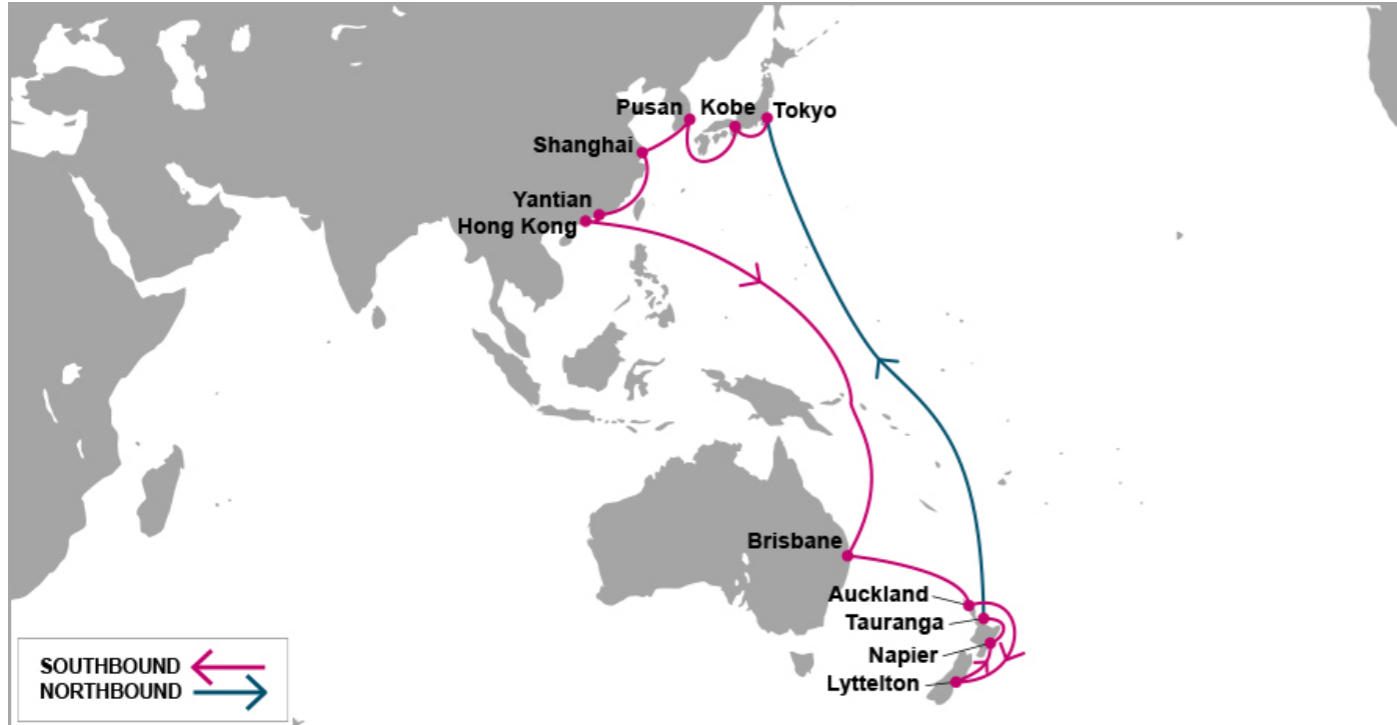 Pusan
Kobe
Tokyo
Shanghai
Yantian
Hong Kong
Brisbane
Auckland
Tauranga
Napier
Lyttelton
SOUTHBOUND
NORTHBOUND